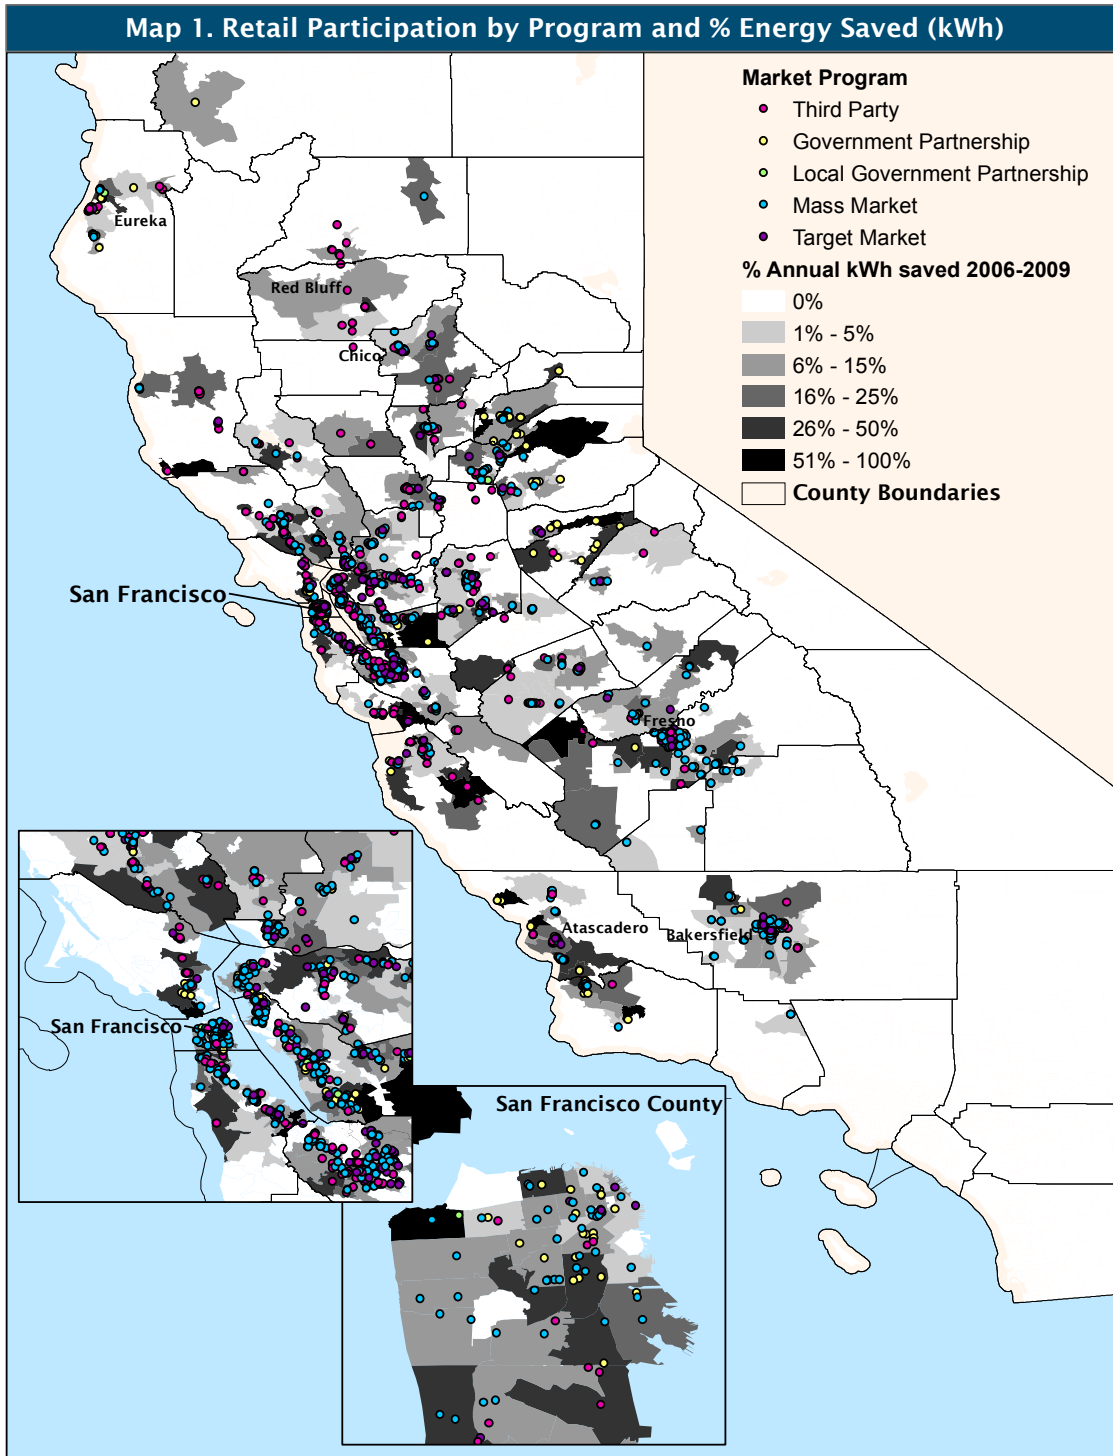 Map 1. Retail Participation by Program and % Energy Saved (kWh)
Market Program
Third Party
Government Partnership
Local Government Partnership
Mass Market
Target Market
% Annual kWh saved 2006-2009
0%
1% - 5%
6% - 15%
16% - 25%
26% - 50%
51% - 100%
County Boundaries
Eureka
Red Bluff
Chico
San Francisco
Fresno
Atascadero
Bakersfield
San Francisco
San Francisco County